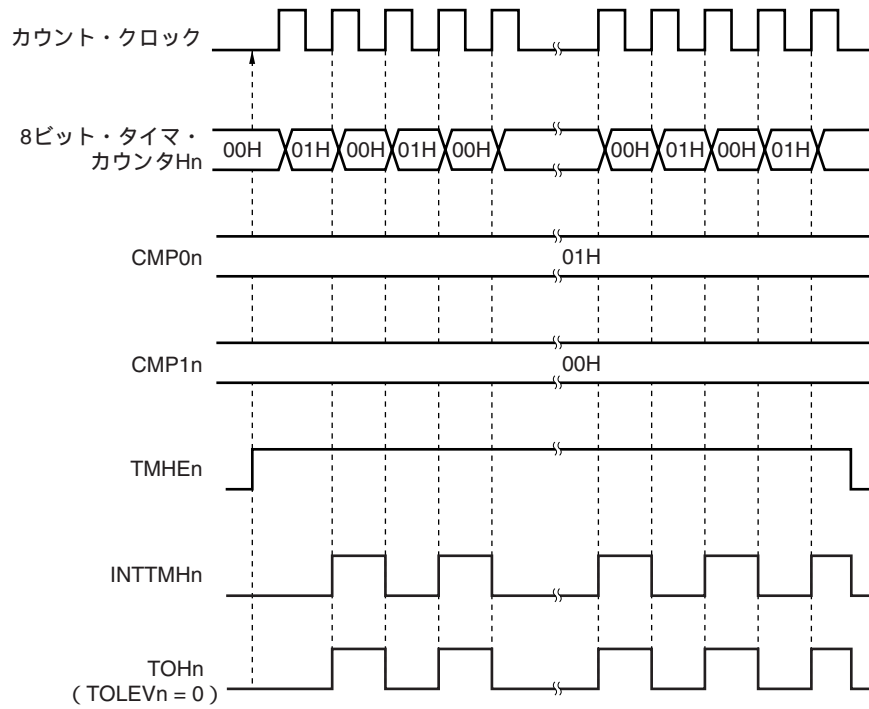 カウント・クロック
8ビット・タイマ・
カウンタHn
00H 01H 00H 01H 00H 00H 01H 00H 01H
CMP0n
01H
CMP1n
00H
TMHEn
INTTMHn
TOHn
(TOLEVn = 0)